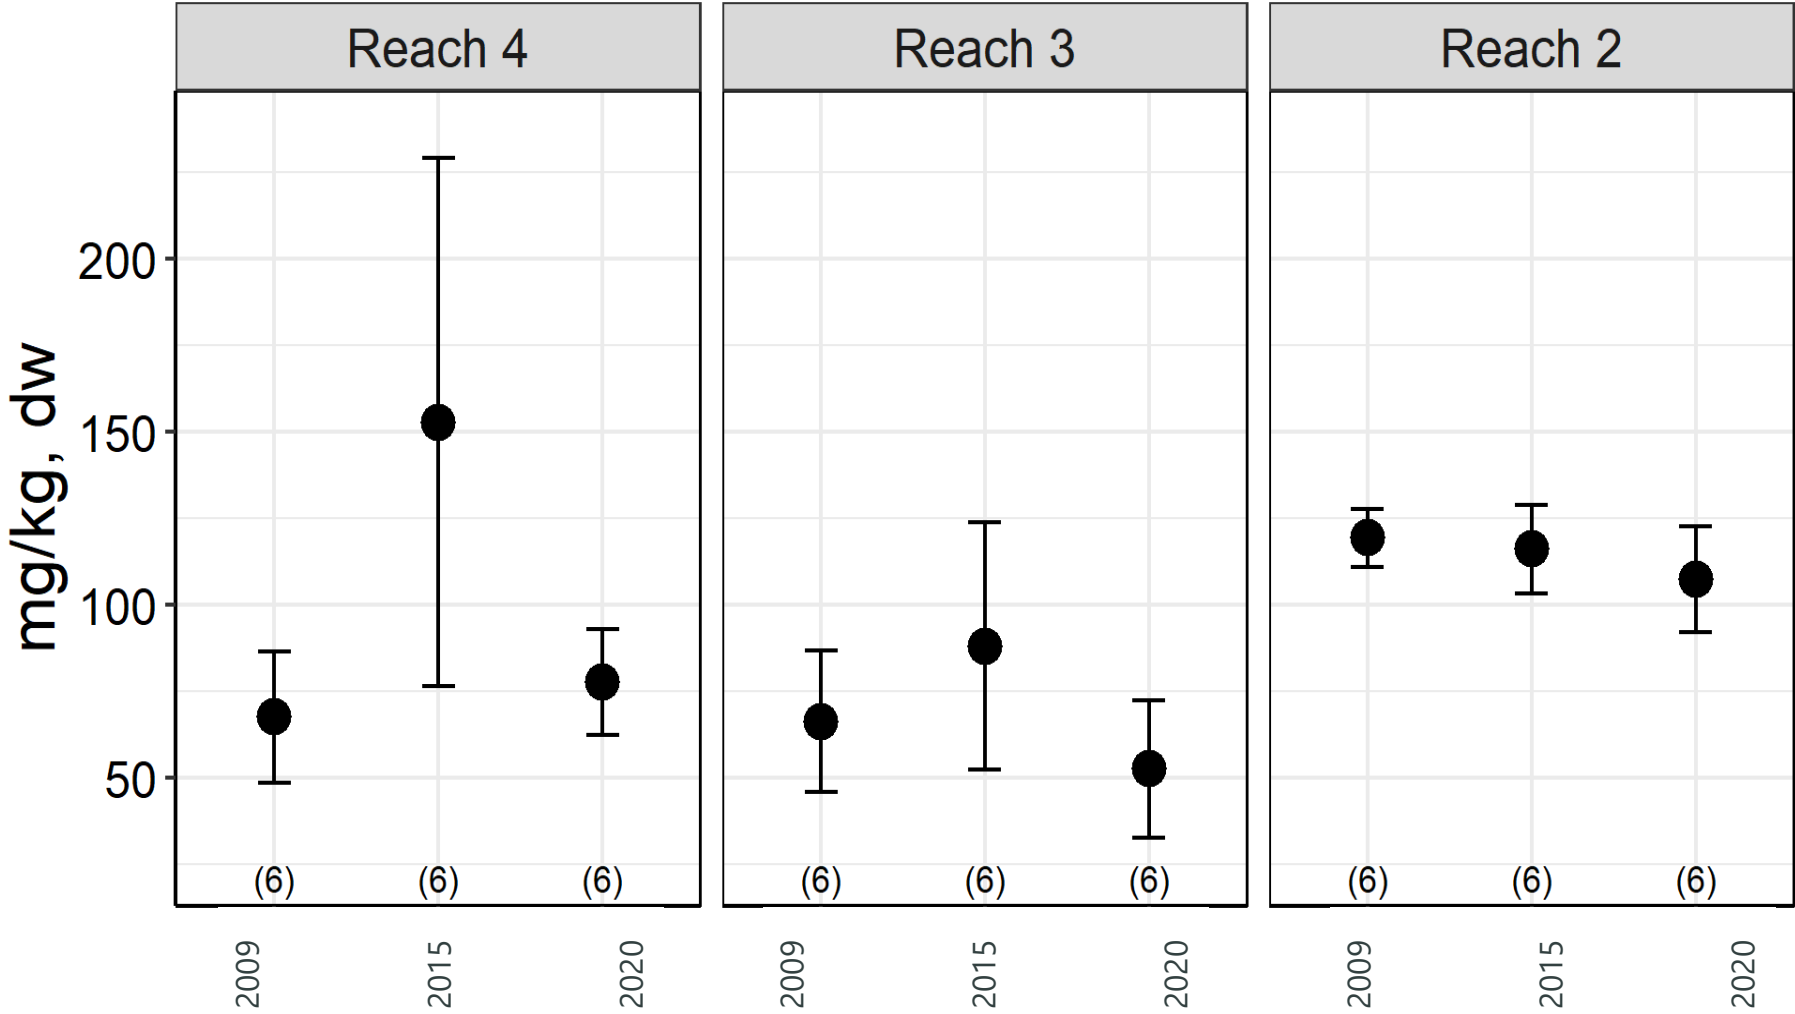 Reach 4
Reach 3
Reach 2
mg/kg, dw
200
150
100
50
(6) (6) (6) (6) (6) (6) (6) (6) (6)
2009 2015 2020 2009 2015 2020 2009 2015 2020